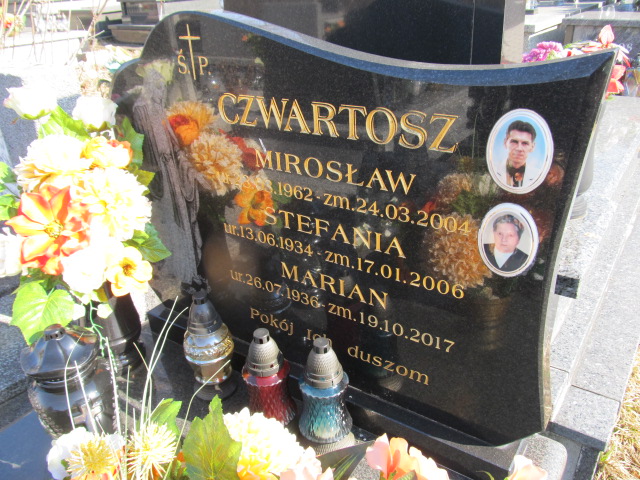 Ś P
CZWARTOSZ
MIROSŁAW
1962-zm.24.03.2004
STEFANIA
ur.13.06.1934-zm.17.01.2006
MARIAN
ur.26.07.1936-zm.19.10.2017
Pokój duszom